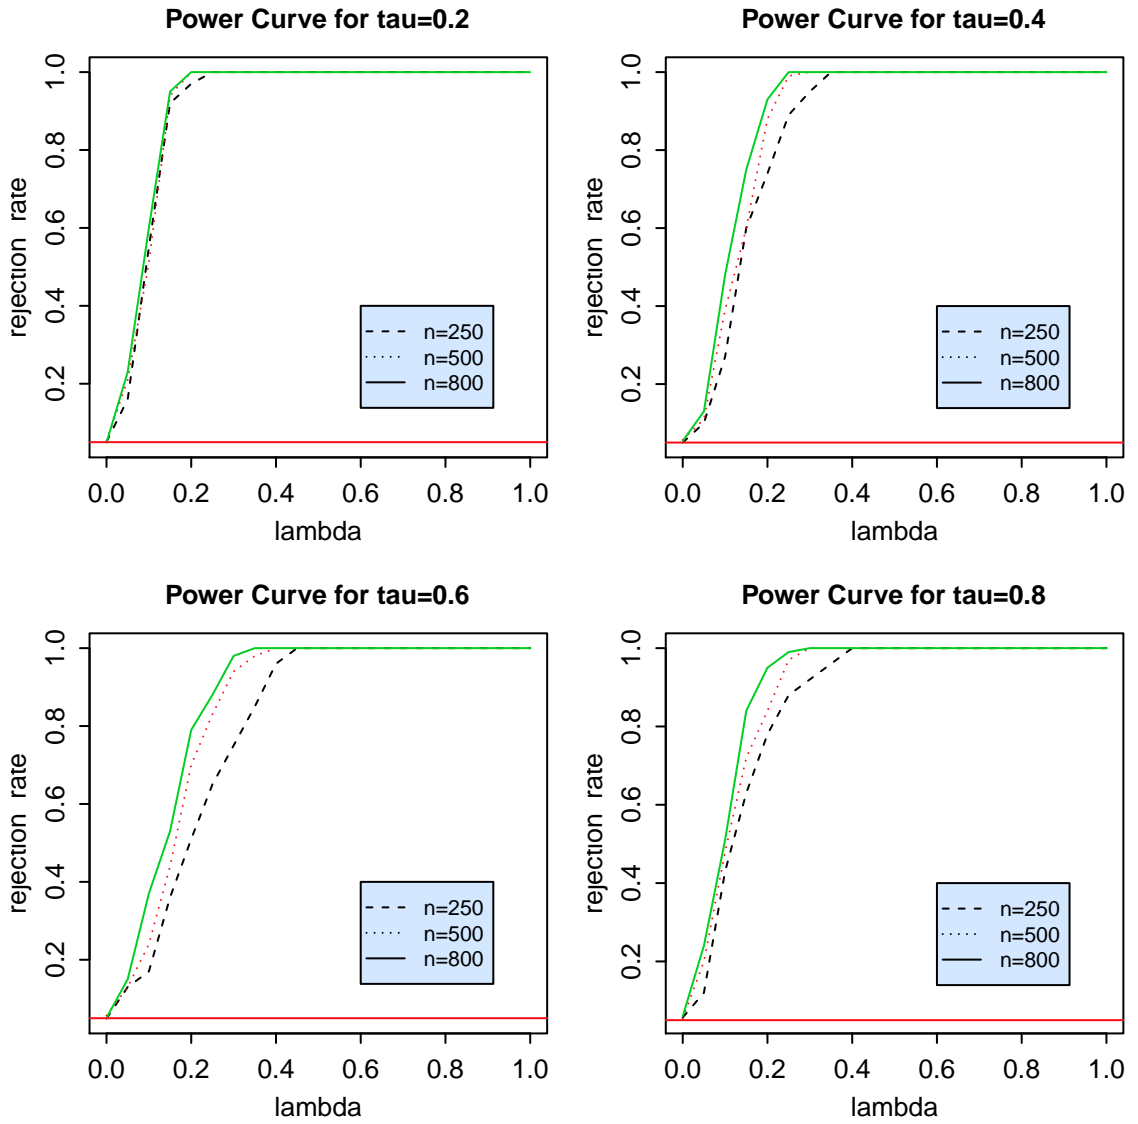 Power Curve for tau=0.2
rejection rate
1.0
0.8
0.6
0.4
0.2
n=250
n=500
n=800
0.0 0.2 0.4 0.6 0.8 1.0
lambda
Power Curve for tau=0.4
rejection rate
1.0
0.8
0.6
0.4
0.2
n=250
n=500
n=800
0.0 0.2 0.4 0.6 0.8 1.0
lambda
Power Curve for tau=0.6
rejection rate
1.0
0.8
0.6
0.4
0.2
n=250
n=500
n=800
0.0 0.2 0.4 0.6 0.8 1.0
lambda
Power Curve for tau=0.8
rejection rate
1.0
0.8
0.6
0.4
0.2
n=250
n=500
n=800
0.0 0.2 0.4 0.6 0.8 1.0
lambda